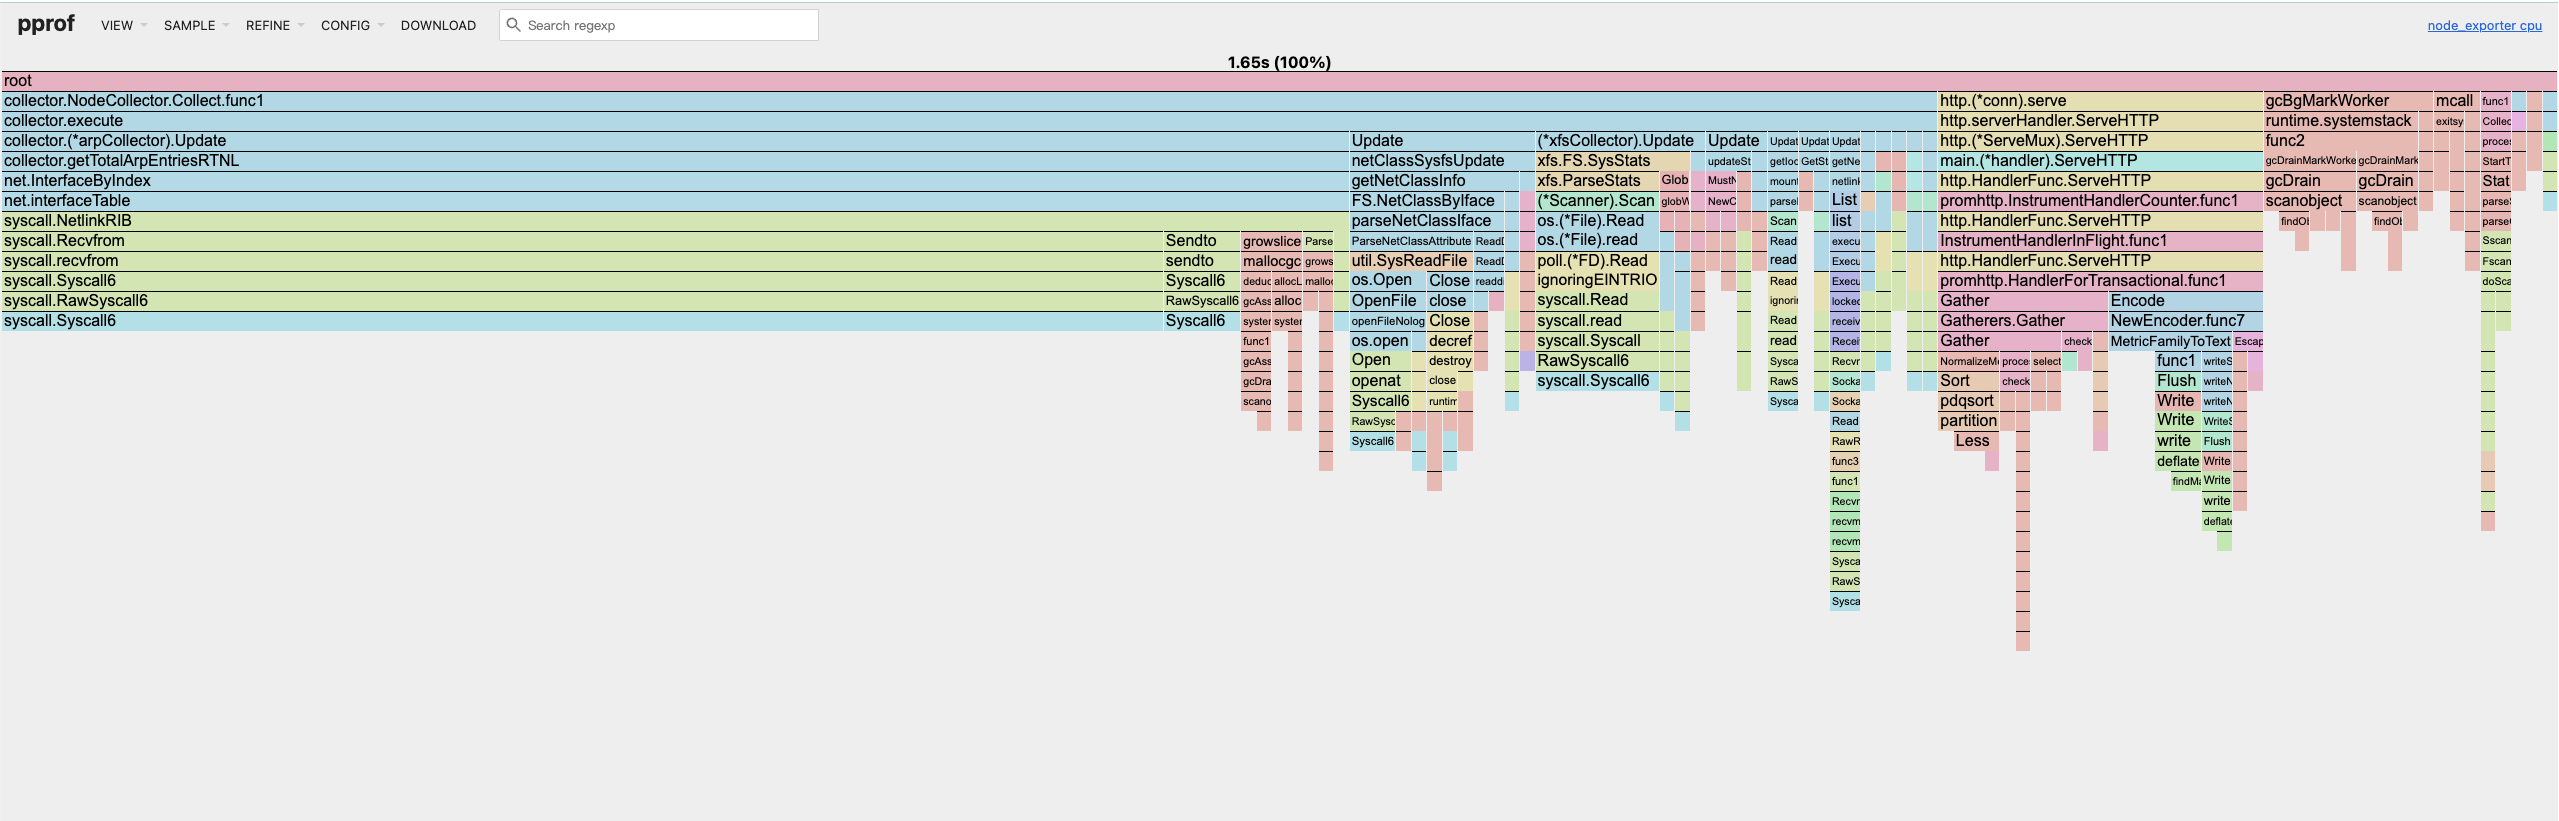 pprof VIEW SAMPLE REFINE CONFIG DOWNLOAD Search regexp node_exporter cpu
1.65s (100%)
root
collector.NodeCollector.Collect.func1 http.(*conn).serve gcBgMarkWorker mcall func1
collector.execute http.serverHandler.ServeHTTP runtime.systemstack exitsy Collec
collector.(*arpCollector).Update Update (*xfsCollector).Update Update Updat Updat Updat http.(*ServeMux).ServeHTTP func2 proces
collector.getTotalArpEntriesRTNL netClassSysfsUpdate xfs.FS.SysStats updateSt getloc GetSt getNe main.(*handler).ServeHTTP gcDrainMarkWorke gcDrainMark StartT
net.InterfaceByIndex getNetClassInfo xfs.ParseStats Glob MustN mount netlink http.HandlerFunc.ServeHTTP gcDrain gcDrain Stat
net.interfaceTable FS.NetClassByIface (*Scanner).Scan globW NewC parsel List promhttp.InstrumentHandlerCounter.func1 scanobject scanobject parse
syscall.NetlinkRIB parseNetClassIface os.(*File).Read Scan list http.HandlerFunc.ServeHTTP findOb findOb parse
syscall.Recvfrom Sendto growslice Parse ParseNetClassAttribute ReadD os.(*File).read Read execu InstrumentHandlerInFlight.func1 Sscan
syscall.recvfrom sendto mallocgc grows util.SysReadFile ReadD poll.(*FD).Read read Execu http.HandlerFunc.ServeHTTP Fscan
syscall.Syscall6 Syscall6 deduc allocL malloc os.Open Close readdi ignoringEINTRIO Read Execu promhttp.HandlerForTransactional.func1 doSca
syscall.RawSyscall6 RawSyscall6 gcAss alloc OpenFile close syscall.Read ignorin locked Gather Encode
syscall.Syscall6 Syscall6 system system openFileNolog Close syscall.read Read receiv Gatherers.Gather NewEncoder.func7
func1 os.open decref syscall.Syscall read Recei Gather check MetricFamilyToText Escap
gcAss Open destroy RawSyscall6 Sysca Recvr NormalizeMe proce select func1 writeS
gcDra openat close syscall.Syscall6 RawS Socka Sort check Flush writeN
scano Syscall6 runtim Sysca Socka pdqsort Write writeN
RawSysc Read partition Write WriteS
Syscall6 RawR Less write Flush
func3 deflate Write
func1 findMa Write
Recvr write
recvm deflate
recvm
Sysca
RawS
Sysca